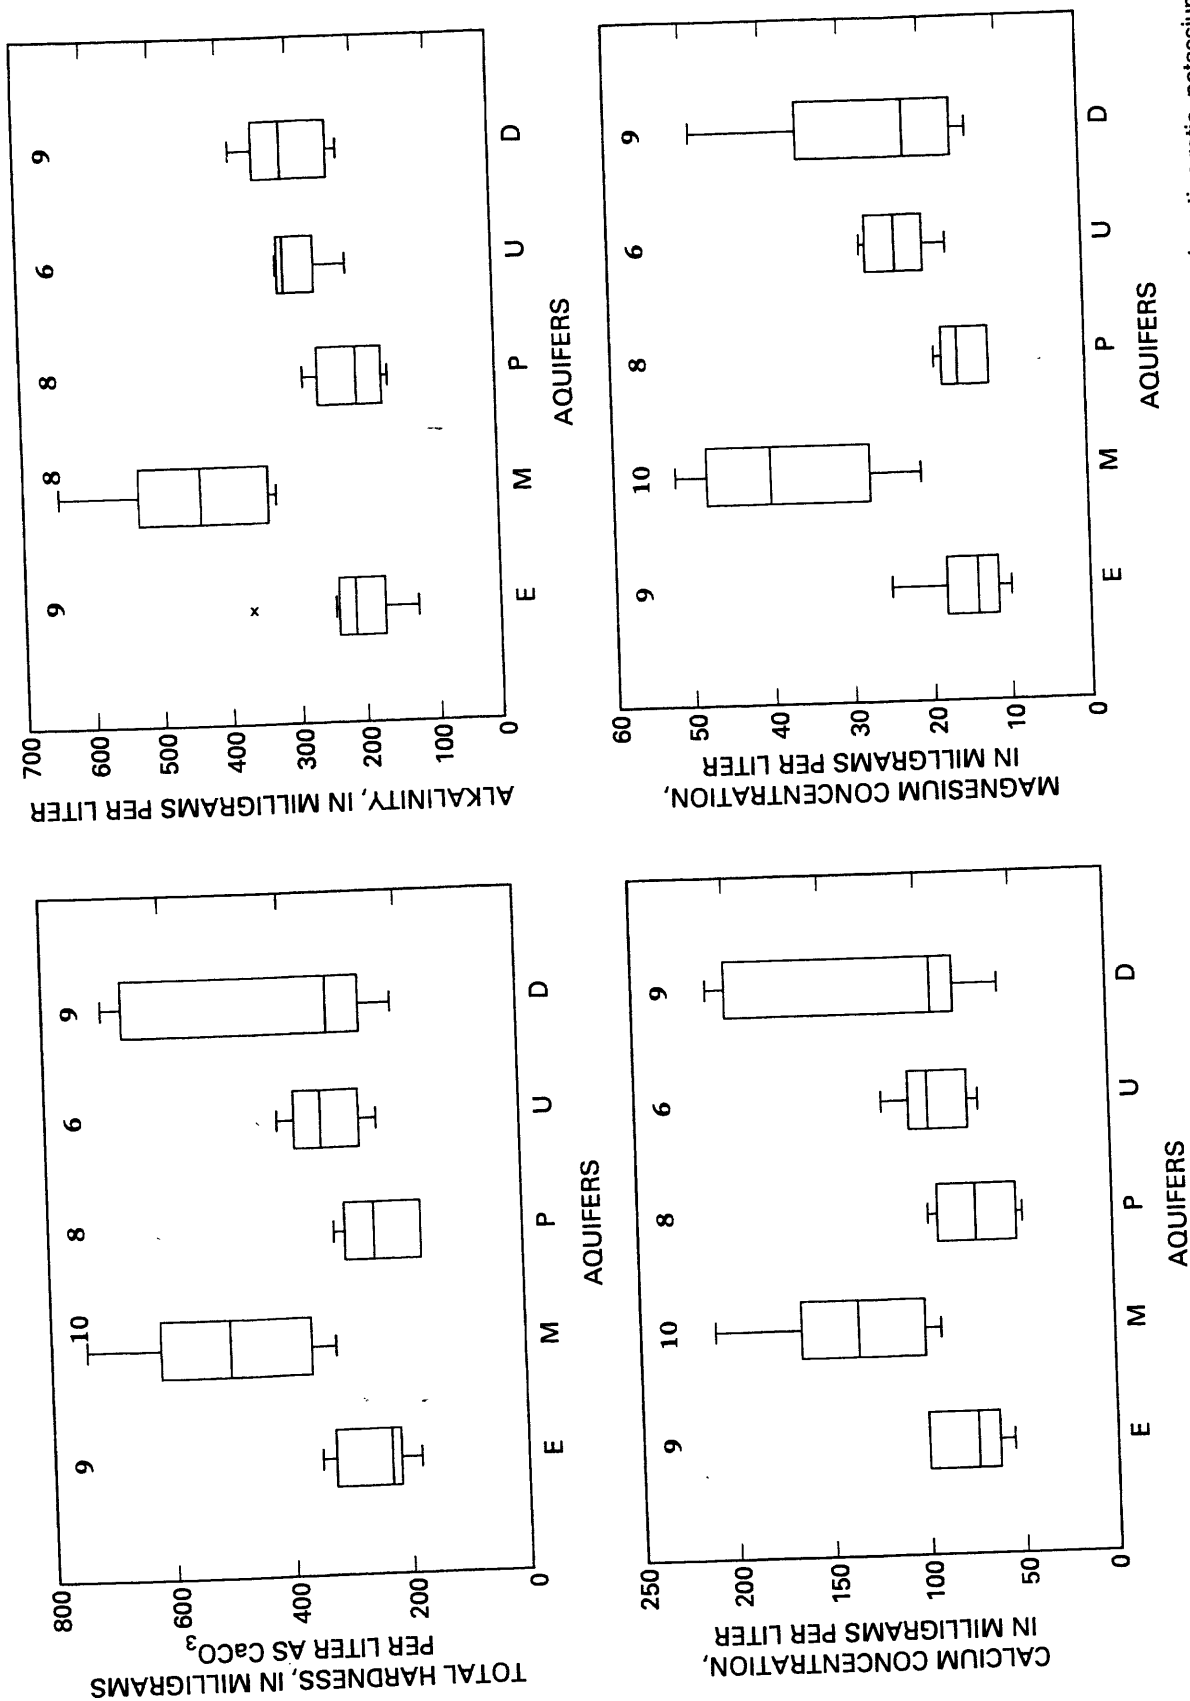 TOTAL HARDNESS, IN MILLIGRAMS
PER LITER AS CaCO₃
800
600
400
200
0
9
10
8
6
9
E M P U D
AQUIFERS
ALKALINITY, IN MILLIGRAMS PER LITER
700
600
500
400
300
200
100
0
9
8
8
6
9
x
E M P U D
AQUIFERS
CALCIUM CONCENTRATION,
IN MILLIGRAMS PER LITER
250
200
150
100
50
0
9
10
8
6
9
E M P U D
AQUIFERS
MAGNESIUM CONCENTRATION,
IN MILLGRAMS PER LITER
60
50
40
30
20
10
0
9
10
8
6
9
E M P U D
AQUIFERS